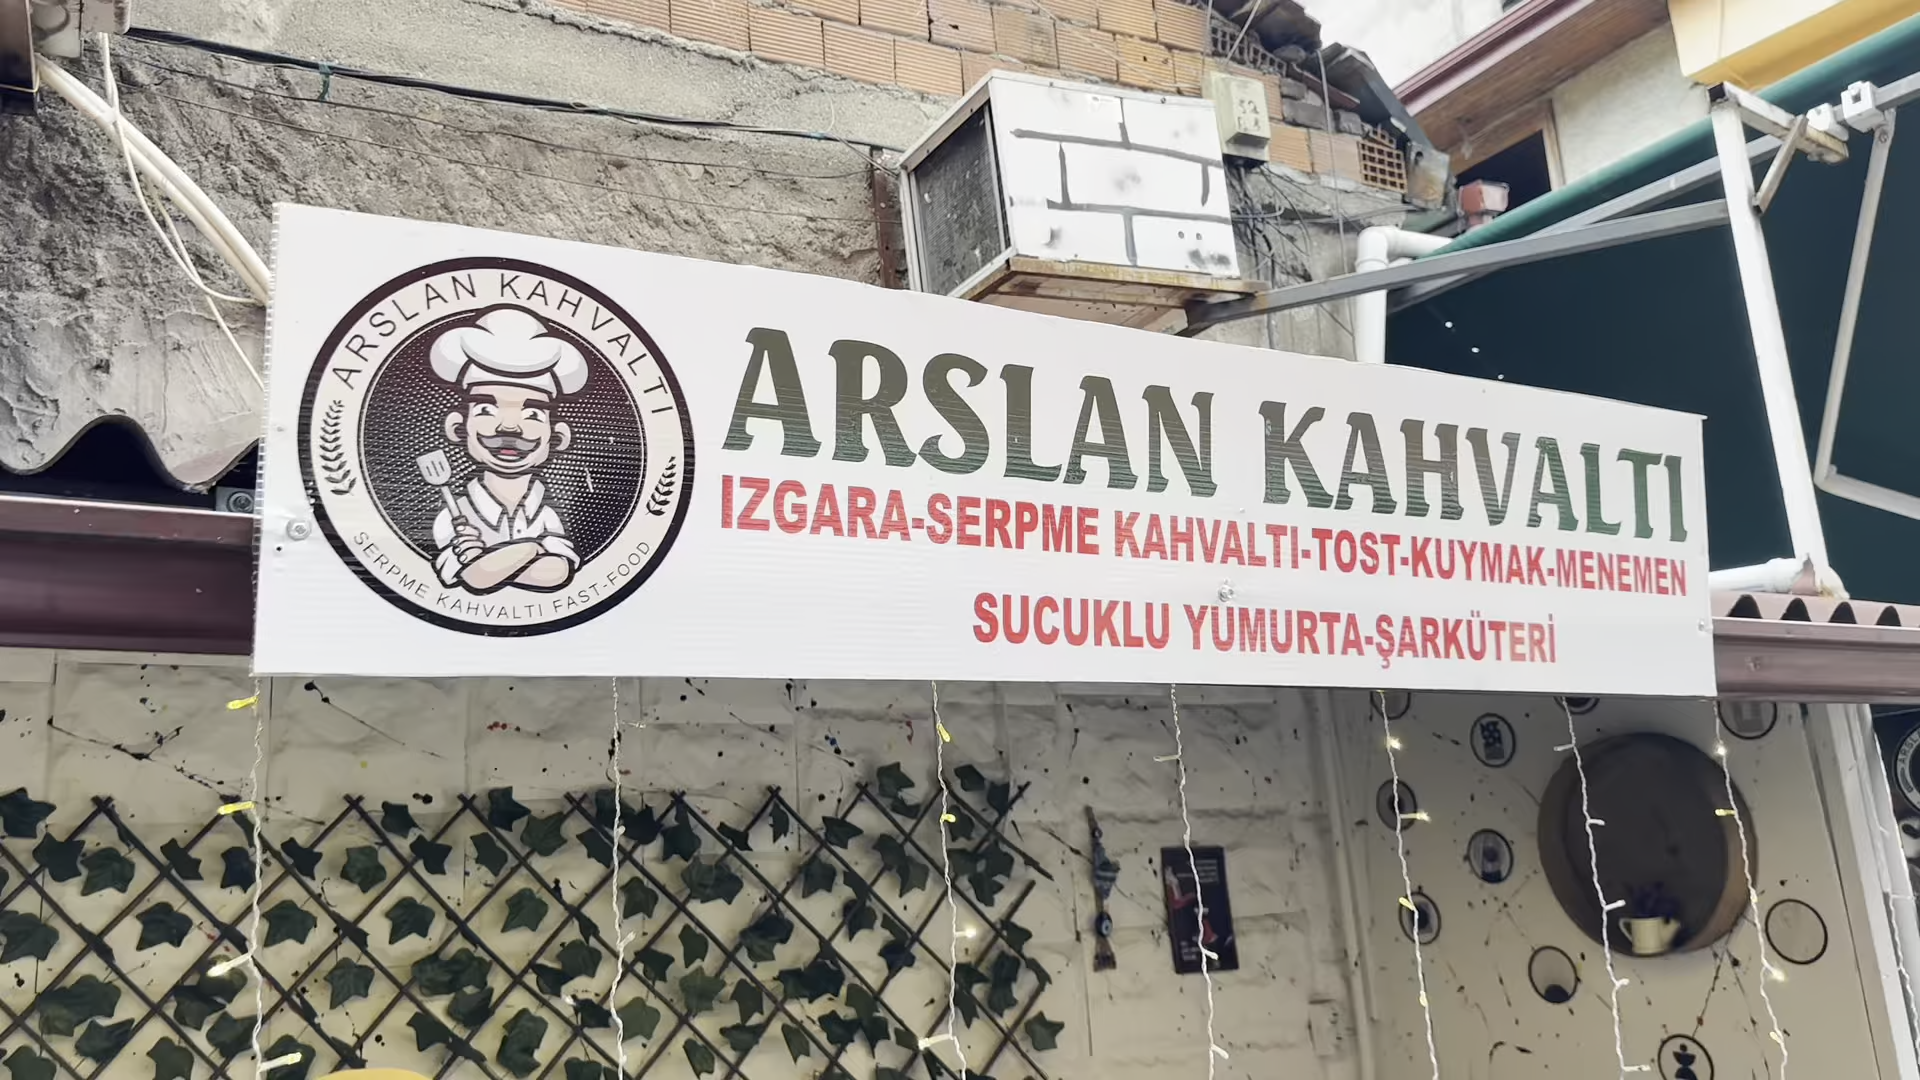 ARSLAN KAHVALTI
SERPME KAHVALTI FAST-FOOD
ARSLAN KAHVALTI
IZGARA-SERPME KAHVALTI-TOST-KUYMAK-MENEMEN
SUCUKLU YUMURTA-ŞARKÜTERİ